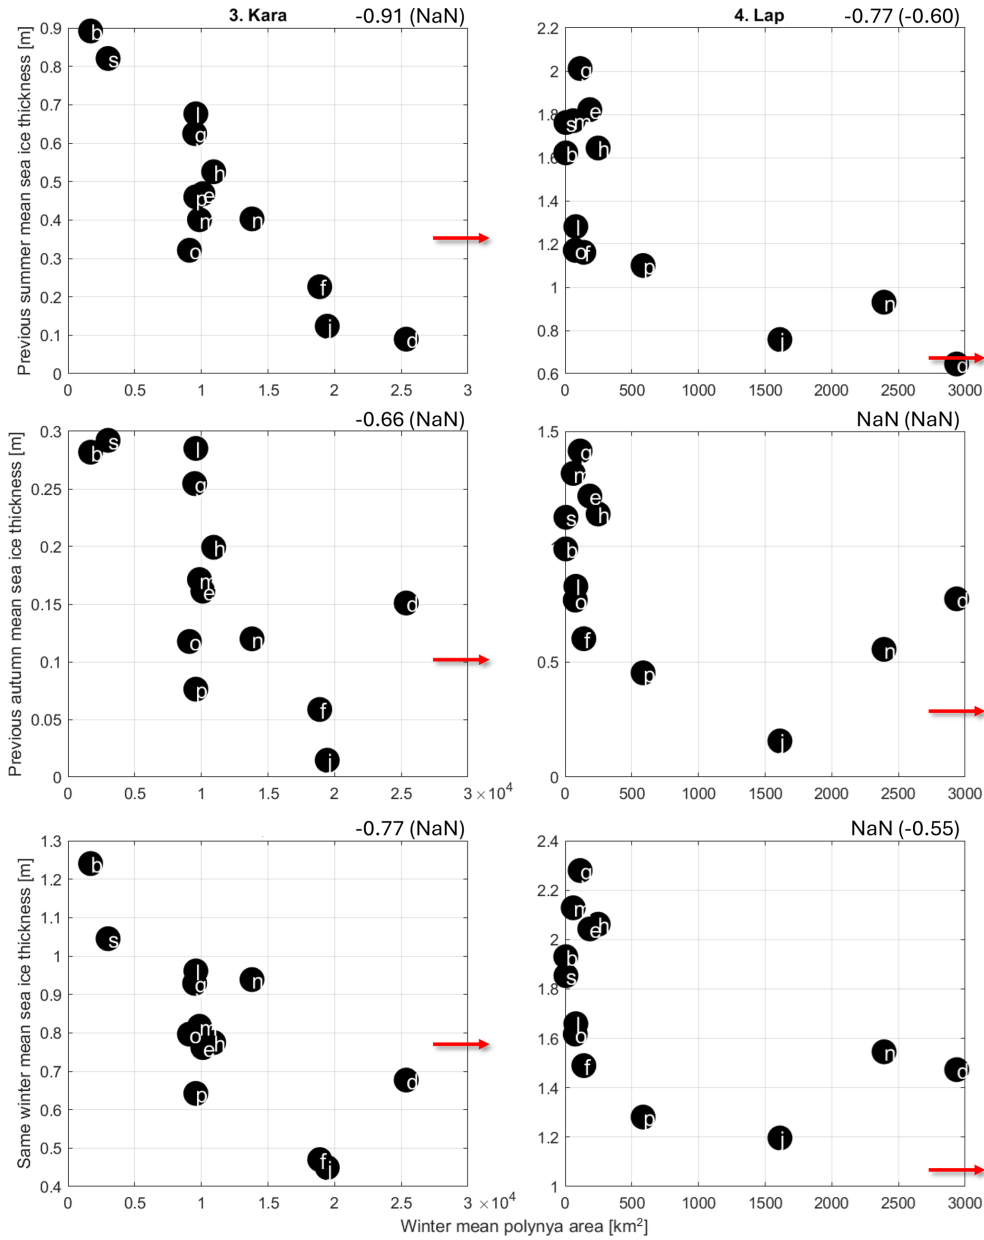 3. Kara -0.91 (NaN)
4. Lap -0.77 (-0.60)
Previous summer mean sea ice thickness [m]
0.9
0.8
0.7
0.6
0.5
0.4
0.3
0.2
0.1
0
0 0.5 1 1.5 2 2.5 3
b
s
l
g
h
e
p
m
n
o
f
j
d
2.2
2
1.8
1.6
1.4
1.2
1
0.8
0.6
0 500 1000 1500 2000 2500 3000
g
e
s m
b h
l
o f
p
n
j
d
-0.66 (NaN)
NaN (NaN)
Previous autumn mean sea ice thickness [m]
0.3
0.25
0.2
0.15
0.1
0.05
0
0 0.5 1 1.5 2 2.5 3 ×10⁴
s
b
l
g
h
m
e
d
o n
p
f
j
1.5
0.5
0
0 500 1000 1500 2000 2500 3000
g
m
e
s h
b
l
o
d
f
n
p
j
-0.77 (NaN)
NaN (-0.55)
Same winter mean sea ice thickness [m]
1.3
1.2
1.1
1
0.9
0.8
0.7
0.6
0.5
0.4
0 0.5 1 1.5 2 2.5 3 ×10⁴
b
s
l
g n
m
o h
e
d
p
f
j
2.4
2.2
2
1.8
1.6
1.4
1.2
1
0 500 1000 1500 2000 2500 3000
g
m
h
e
b
s
l
o
n
f d
p
j
Winter mean polynya area [km²]